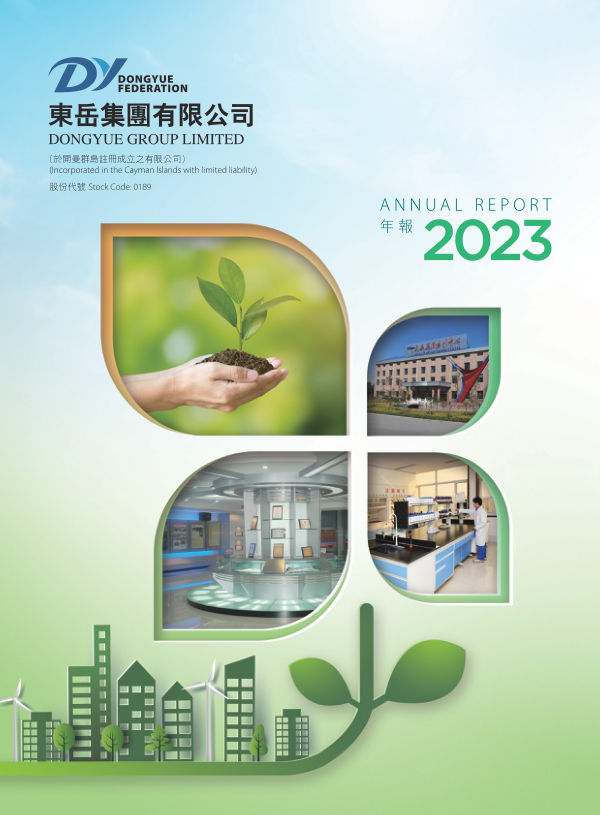 DY DONGYUE
FEDERATION
東岳集團有限公司
DONGYUE GROUP LIMITED
(於開曼群島註冊成立之有限公司)
(Incorporated in the Cayman Islands with limited liability)
股份代號 Stock Code: 0189
ANNUAL REPORT
年報 2023